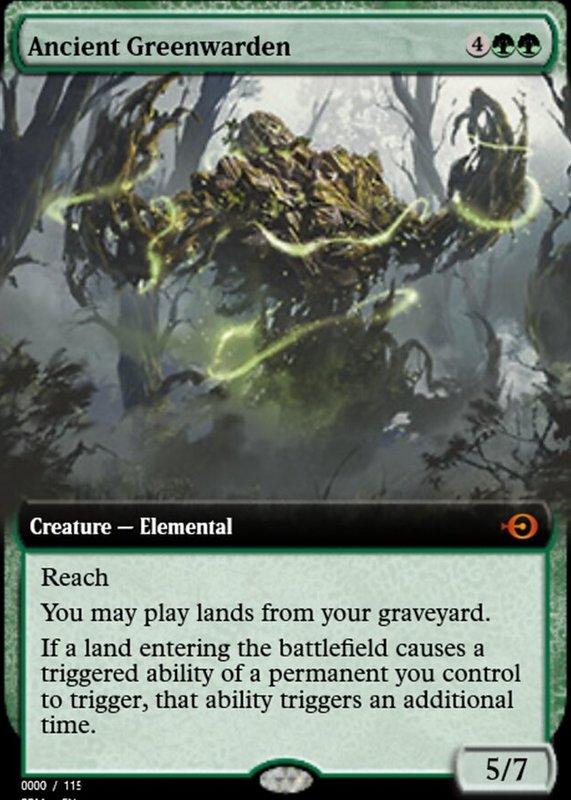 Ancient Greenwarden 4
Creature — Elemental
Reach
You may play lands from your graveyard.
If a land entering the battlefield causes a
triggered ability of a permanent you control
to trigger, that ability triggers an additional
time.
5/7
0000 / 115